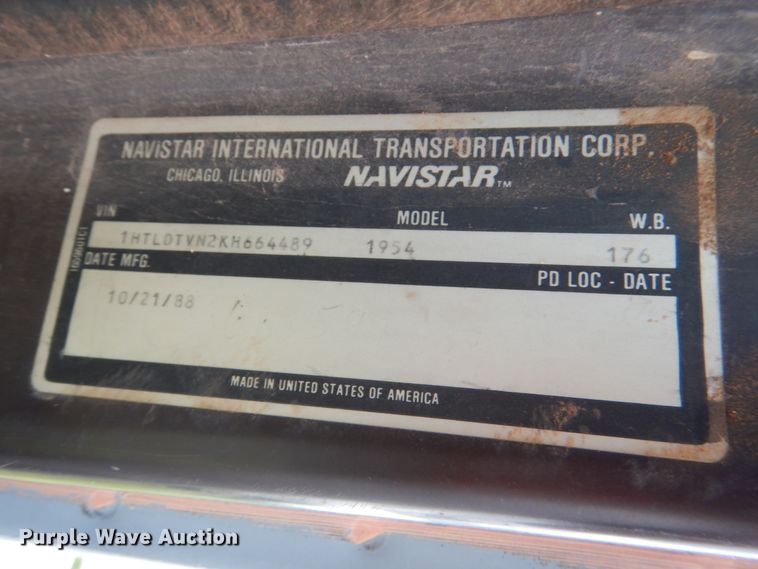 NAVISTAR INTERNATIONAL TRANSPORTATION CORP.
CHICAGO, ILLINOIS NAVISTAR™
VIN MODEL W.B.
1HTLDTVN2KH664489 1954 176
DATE MFG. PD LOC - DATE
10/21/88
MADE IN UNITED STATES OF AMERICA
Purple Wave Auction